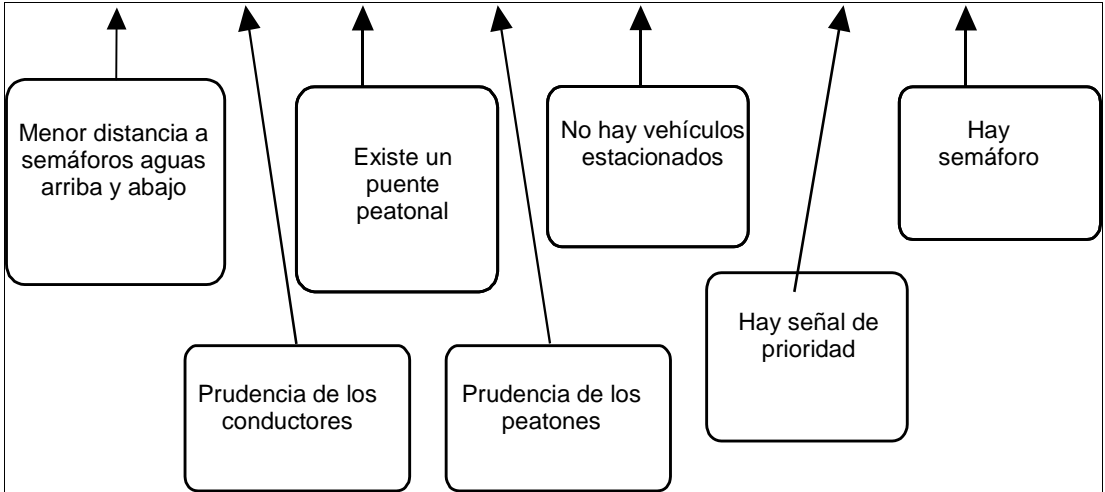 Menor distancia a
semáforos aguas
arriba y abajo
Existe un
puente
peatonal
No hay vehículos
estacionados
Hay
semáforo
Prudencia de los
conductores
Prudencia de los
peatones
Hay señal de
prioridad